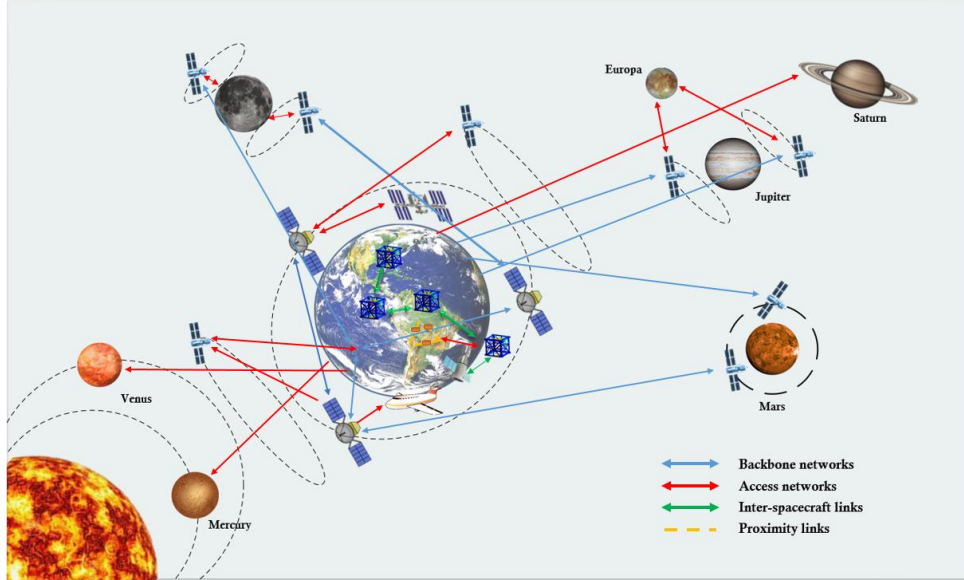 Europa
Saturn
Jupiter
Venus
Mars
Mercury
Backbone networks
Access networks
Inter-spacecraft links
Proximity links